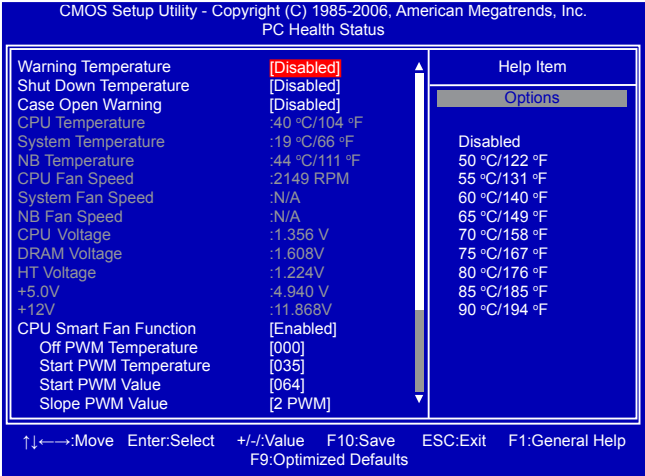 CMOS Setup Utility - Copyright (C) 1985-2006, American Megatrends, Inc.
PC Health Status
Warning Temperature [Disabled]
Shut Down Temperature [Disabled]
Case Open Warning [Disabled]
CPU Temperature :40 °C/104 °F
System Temperature :19 °C/66 °F
NB Temperature :44 °C/111 °F
CPU Fan Speed :2149 RPM
System Fan Speed :N/A
NB Fan Speed :N/A
CPU Voltage :1.356 V
DRAM Voltage :1.608V
HT Voltage :1.224V
+5.0V :4.940 V
+12V :11.868V
CPU Smart Fan Function [Enabled]
Off PWM Temperature [000]
Start PWM Temperature [035]
Start PWM Value [064]
Slope PWM Value [2 PWM]
Help Item
Options
Disabled
50 °C/122 °F
55 °C/131 °F
60 °C/140 °F
65 °C/149 °F
70 °C/158 °F
75 °C/167 °F
80 °C/176 °F
85 °C/185 °F
90 °C/194 °F
↑↓←→:Move Enter:Select +/-/:Value F10:Save ESC:Exit F1:General Help
F9:Optimized Defaults